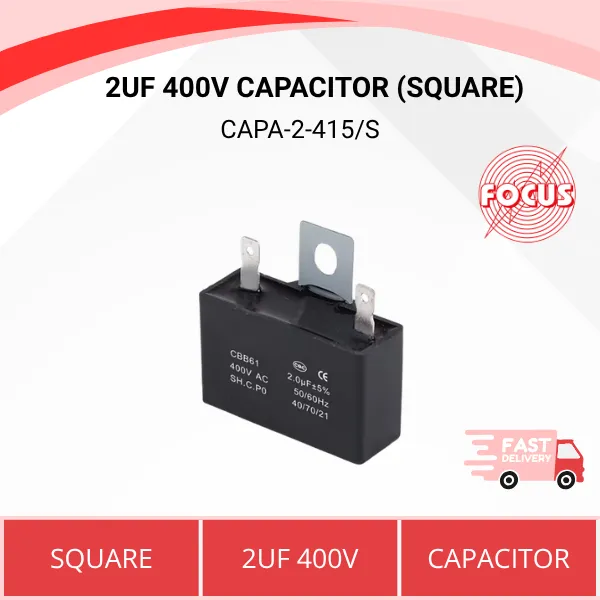 2UF 400V CAPACITOR (SQUARE)
CAPA-2-415/S
FOCUS
CBB61
400V AC
SH.C.P0
CQC
CE
2.0μF±5%
50/60Hz
40/70/21
FAST
DELIVERY
SQUARE
2UF 400V
CAPACITOR